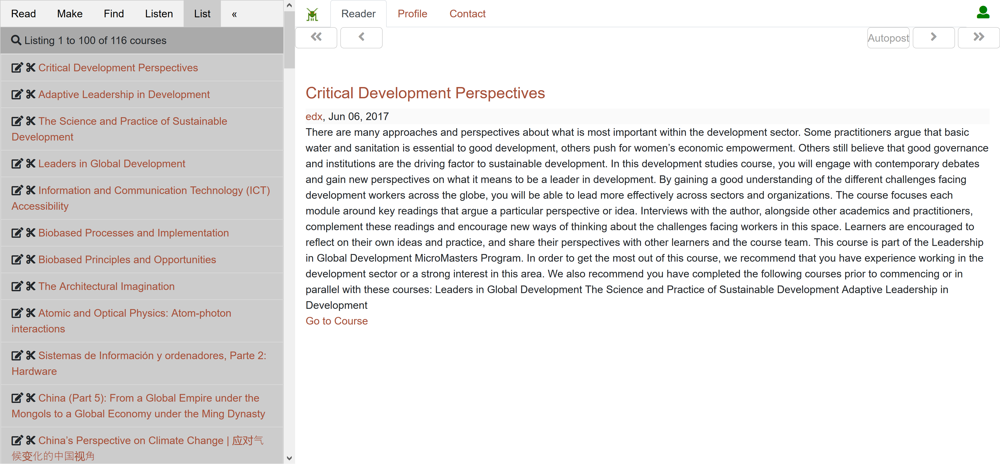 Read Make Find Listen List «
Listing 1 to 100 of 116 courses
Critical Development Perspectives
Adaptive Leadership in Development
The Science and Practice of Sustainable
Development
Leaders in Global Development
Information and Communication Technology (ICT)
Accessibility
Biobased Processes and Implementation
Biobased Principles and Opportunities
The Architectural Imagination
Atomic and Optical Physics: Atom-photon
interactions
Sistemas de Información y ordenadores, Parte 2:
Hardware
China (Part 5): From a Global Empire under the
Mongols to a Global Economy under the Ming Dynasty
China’s Perspective on Climate Change | 应对气
候变化的中国视角
Reader Profile Contact
Autopost
Critical Development Perspectives
edx, Jun 06, 2017
There are many approaches and perspectives about what is most important within the development sector. Some practitioners argue that basic
water and sanitation is essential to good development, others push for women’s economic empowerment. Others still believe that good governance
and institutions are the driving factor to sustainable development. In this development studies course, you will engage with contemporary debates
and gain new perspectives on what it means to be a leader in development. By gaining a good understanding of the different challenges facing
development workers across the globe, you will be able to lead more effectively across sectors and organizations. The course focuses each
module around key readings that argue a particular perspective or idea. Interviews with the author, alongside other academics and practitioners,
complement these readings and encourage new ways of thinking about the challenges facing workers in this space. Learners are encouraged to
reflect on their own ideas and practice, and share their perspectives with other learners and the course team. This course is part of the Leadership
in Global Development MicroMasters Program. In order to get the most out of this course, we recommend that you have experience working in the
development sector or a strong interest in this area. We also recommend you have completed the following courses prior to commencing or in
parallel with these courses: Leaders in Global Development The Science and Practice of Sustainable Development Adaptive Leadership in
Development
Go to Course